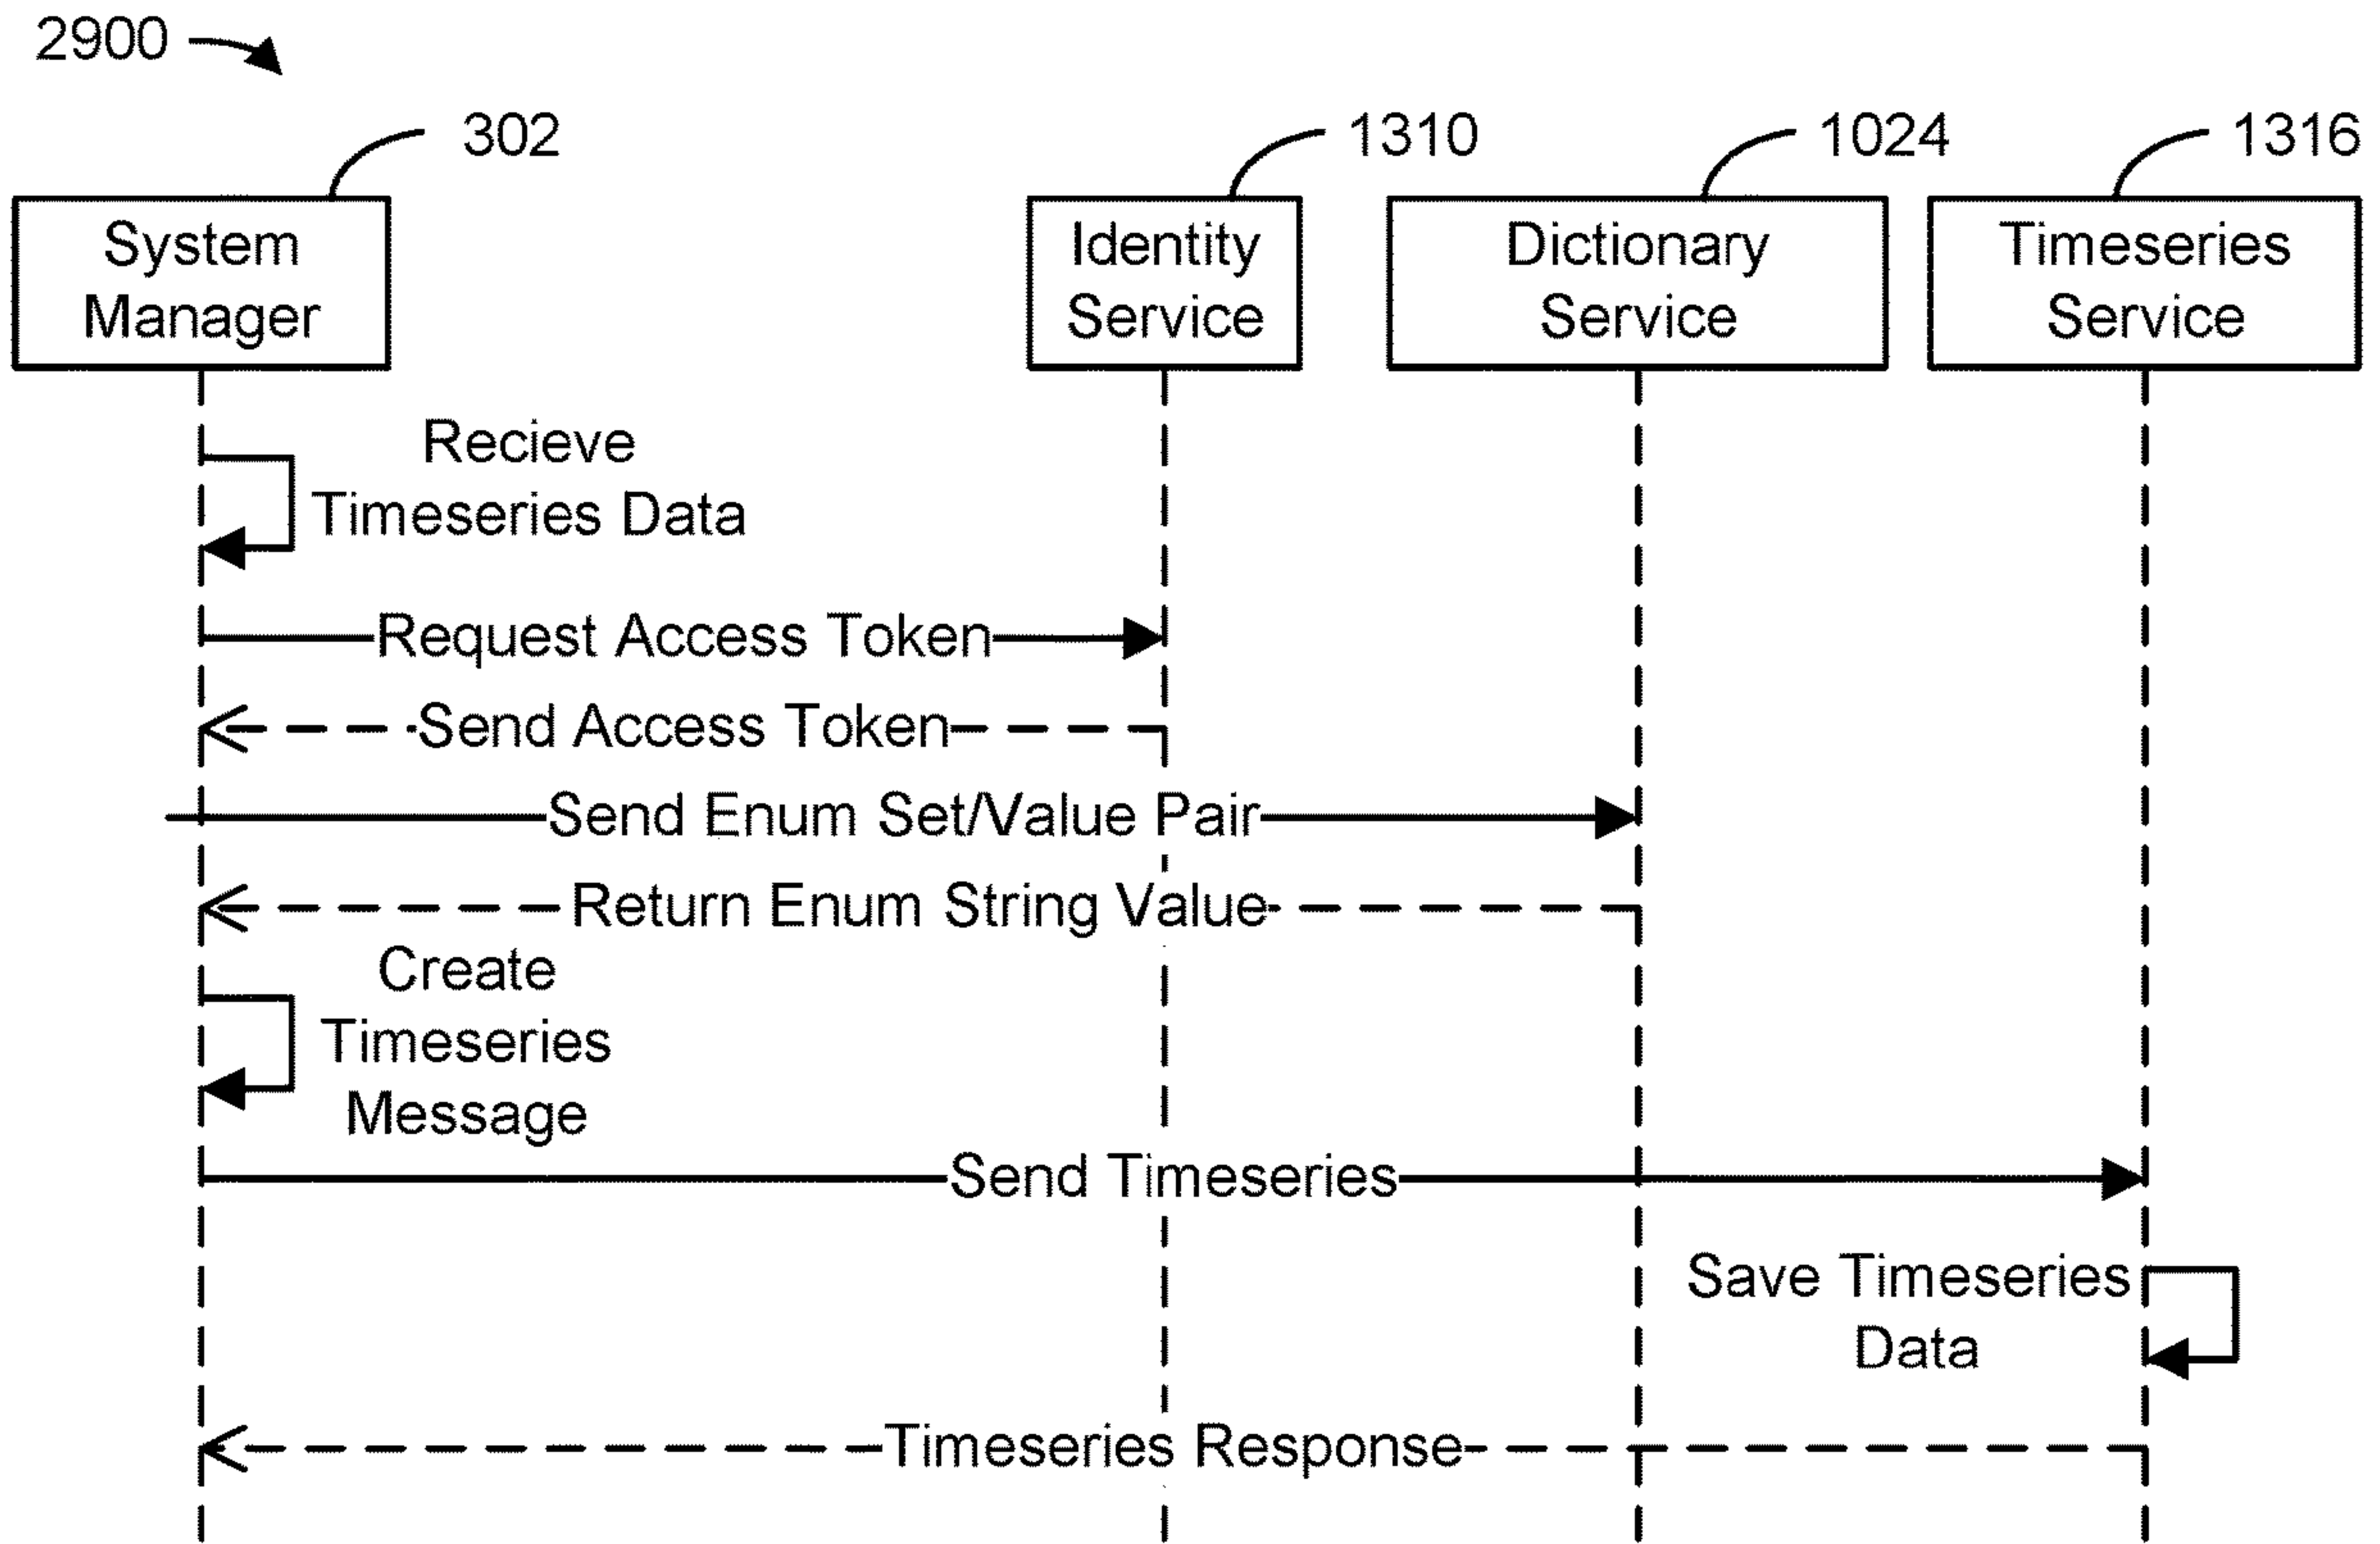 2900
302
1310
1024
1316
System
Manager
Identity
Service
Dictionary
Service
Timeseries
Service
Recieve
Timeseries Data
Request Access Token
Send Access Token
Send Enum Set/Value Pair
Return Enum String Value
Create
Timeseries
Message
Send Timeseries
Save Timeseries
Data
Timeseries Response